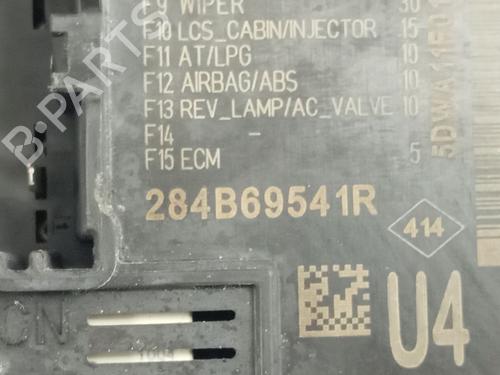 F9 WIPER 30
F10 LCS_CABIN/INJECTOR 15
F11 AT/LPG 10
F12 AIRBAG/ABS 10
F13 REV_LAMP/AC_VALVE 10
F14 -
F15 ECM 5
284B69541R
414
U4
CN
B-PARTS